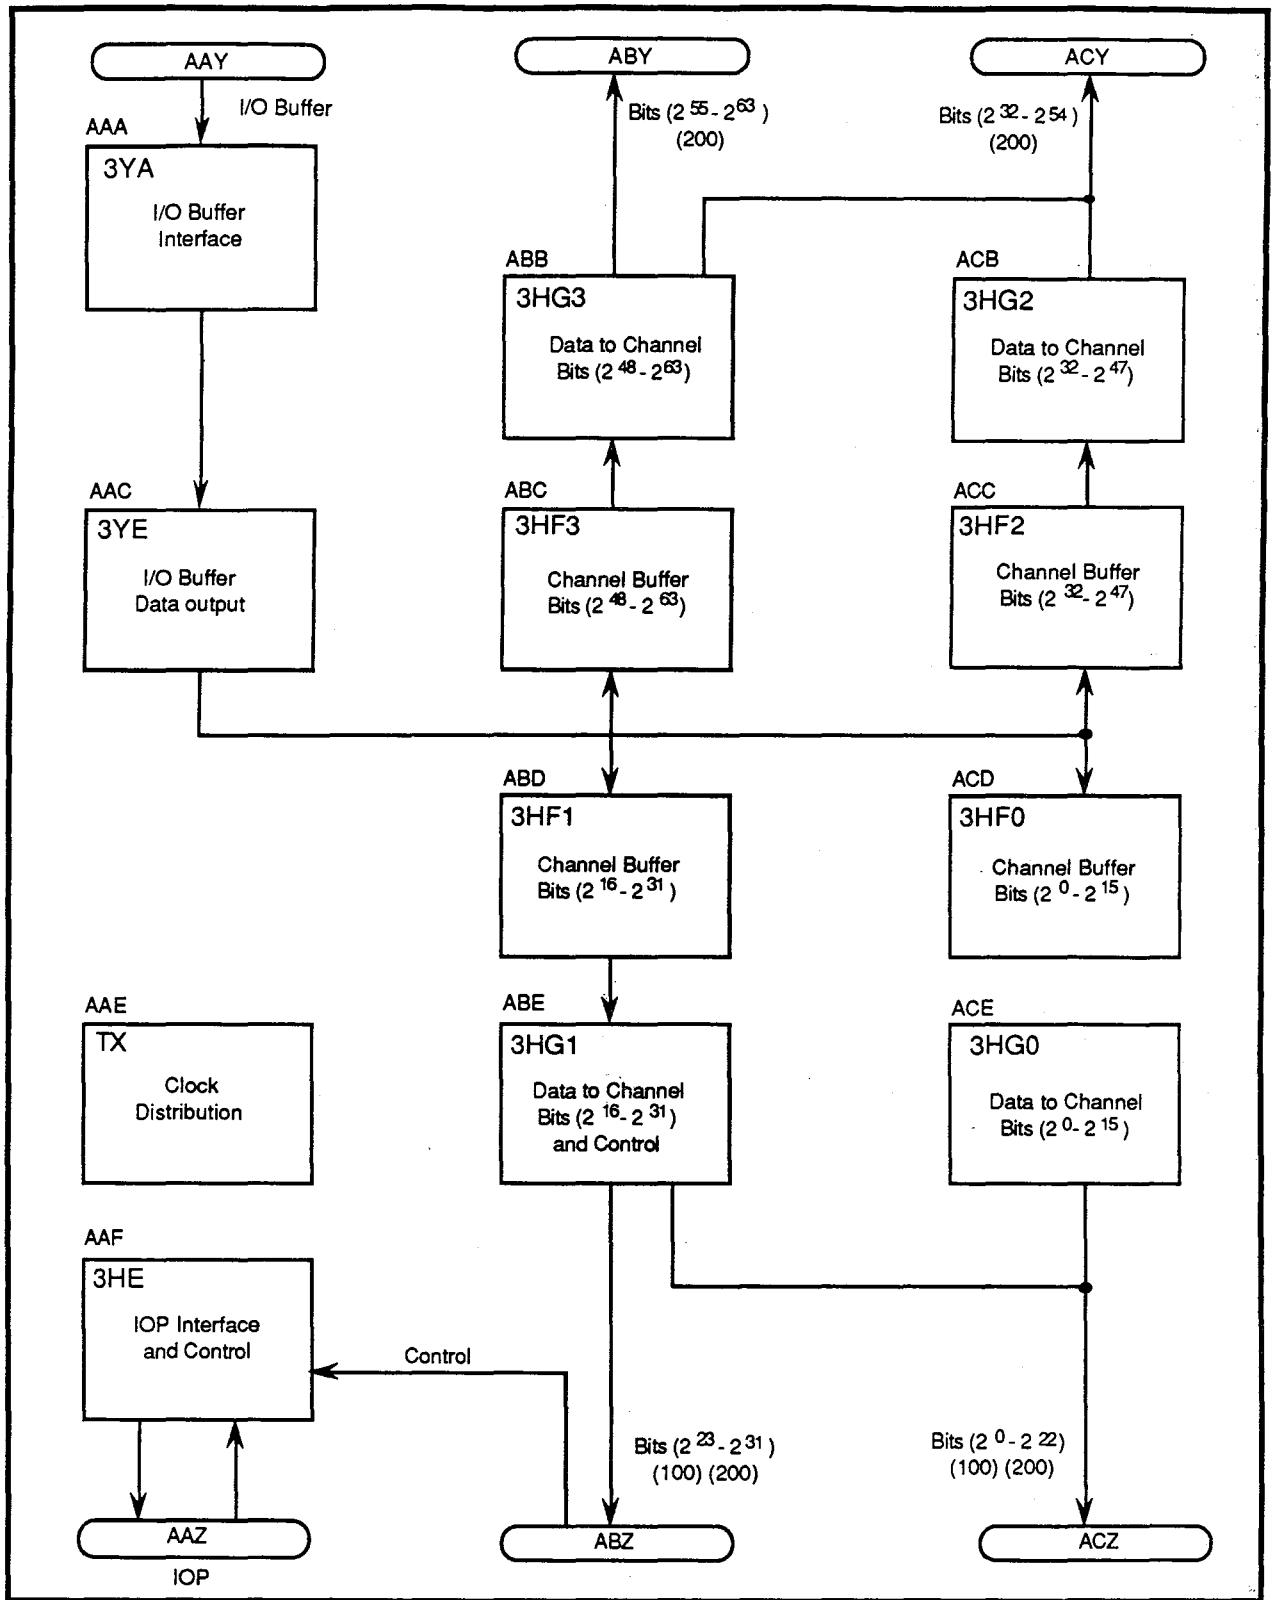 AAY
I/O Buffer
AAA
3YA
I/O Buffer
Interface
AAC
3YE
I/O Buffer
Data output
AAE
TX
Clock
Distribution
AAF
3HE
IOP Interface
and Control
Control
AAZ
IOP
ABY
Bits (2 55 - 2 63)
(200)
ABB
3HG3
Data to Channel
Bits (2 48 - 2 63)
ABC
3HF3
Channel Buffer
Bits (2 48 - 2 63)
ABD
3HF1
Channel Buffer
Bits (2 16 - 2 31)
ABE
3HG1
Data to Channel
Bits (2 16 - 2 31)
and Control
Bits (2 23 - 2 31)
(100) (200)
ABZ
ACY
Bits (2 32 - 2 54)
(200)
ACB
3HG2
Data to Channel
Bits (2 32 - 2 47)
ACC
3HF2
Channel Buffer
Bits (2 32 - 2 47)
ACD
3HF0
Channel Buffer
Bits (2 0 - 2 15)
ACE
3HG0
Data to Channel
Bits (2 0 - 2 15)
Bits (2 0 - 2 22)
(100) (200)
ACZ